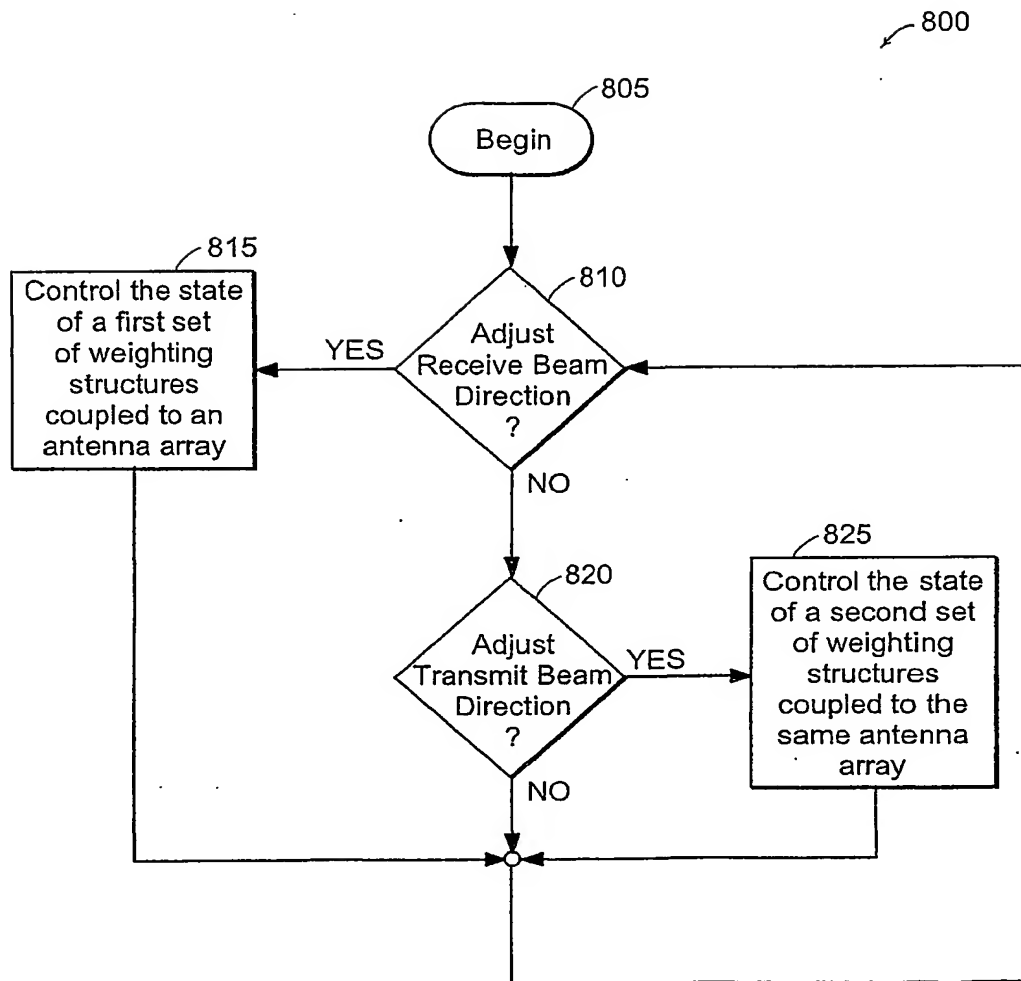 800
805
Begin
815
Control the state
of a first set
of weighting
structures
coupled to an
antenna array
YES
810
Adjust
Receive Beam
Direction
?
NO
820
Adjust
Transmit Beam
Direction
?
YES
NO
825
Control the state
of a second set
of weighting
structures
coupled to the
same antenna
array